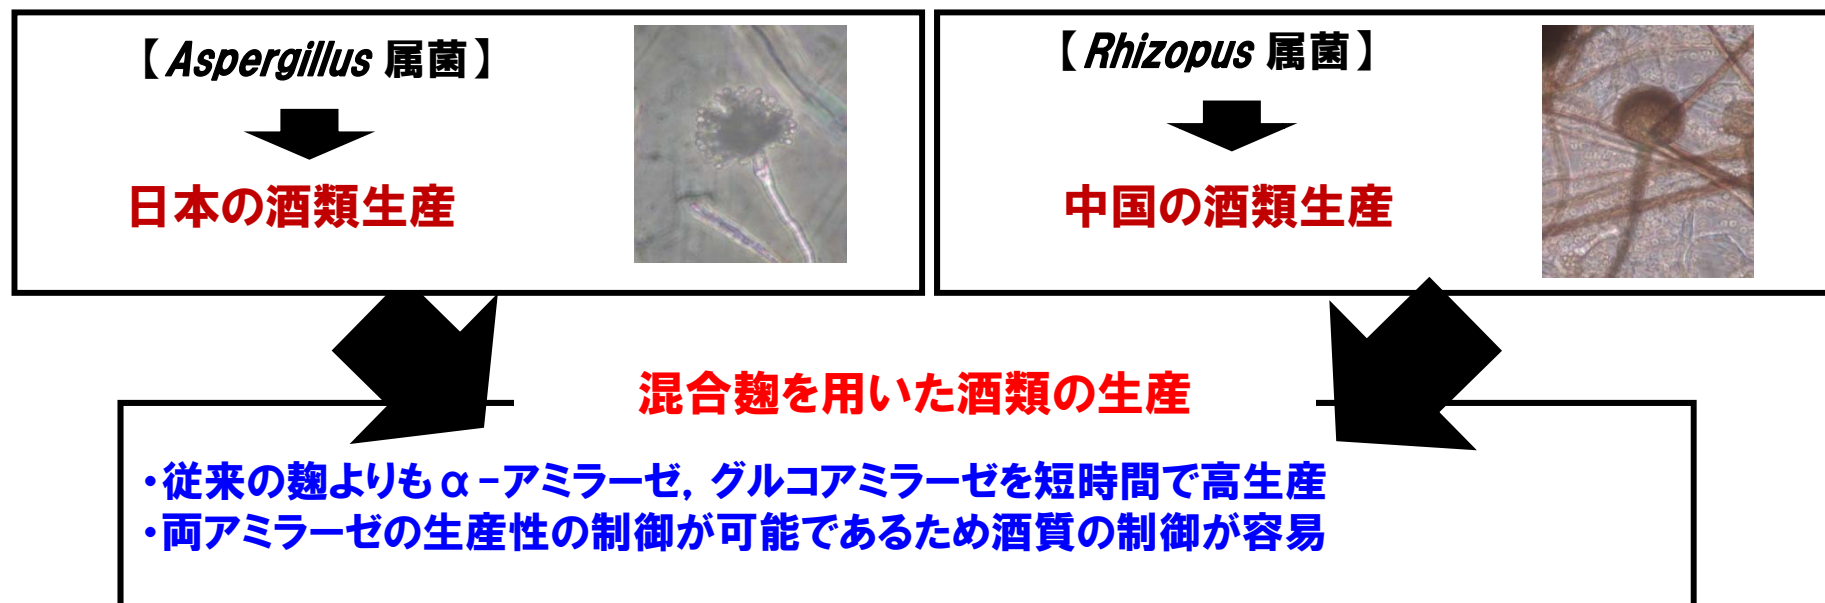 【Aspergillus 属菌】
日本の酒類生産
【Rhizopus 属菌】
中国の酒類生産
混合麹を用いた酒類の生産
・従来の麹よりもα-アミラーゼ, グルコアミラーゼを短時間で高生産
・両アミラーゼの生産性の制御が可能であるため酒質の制御が容易